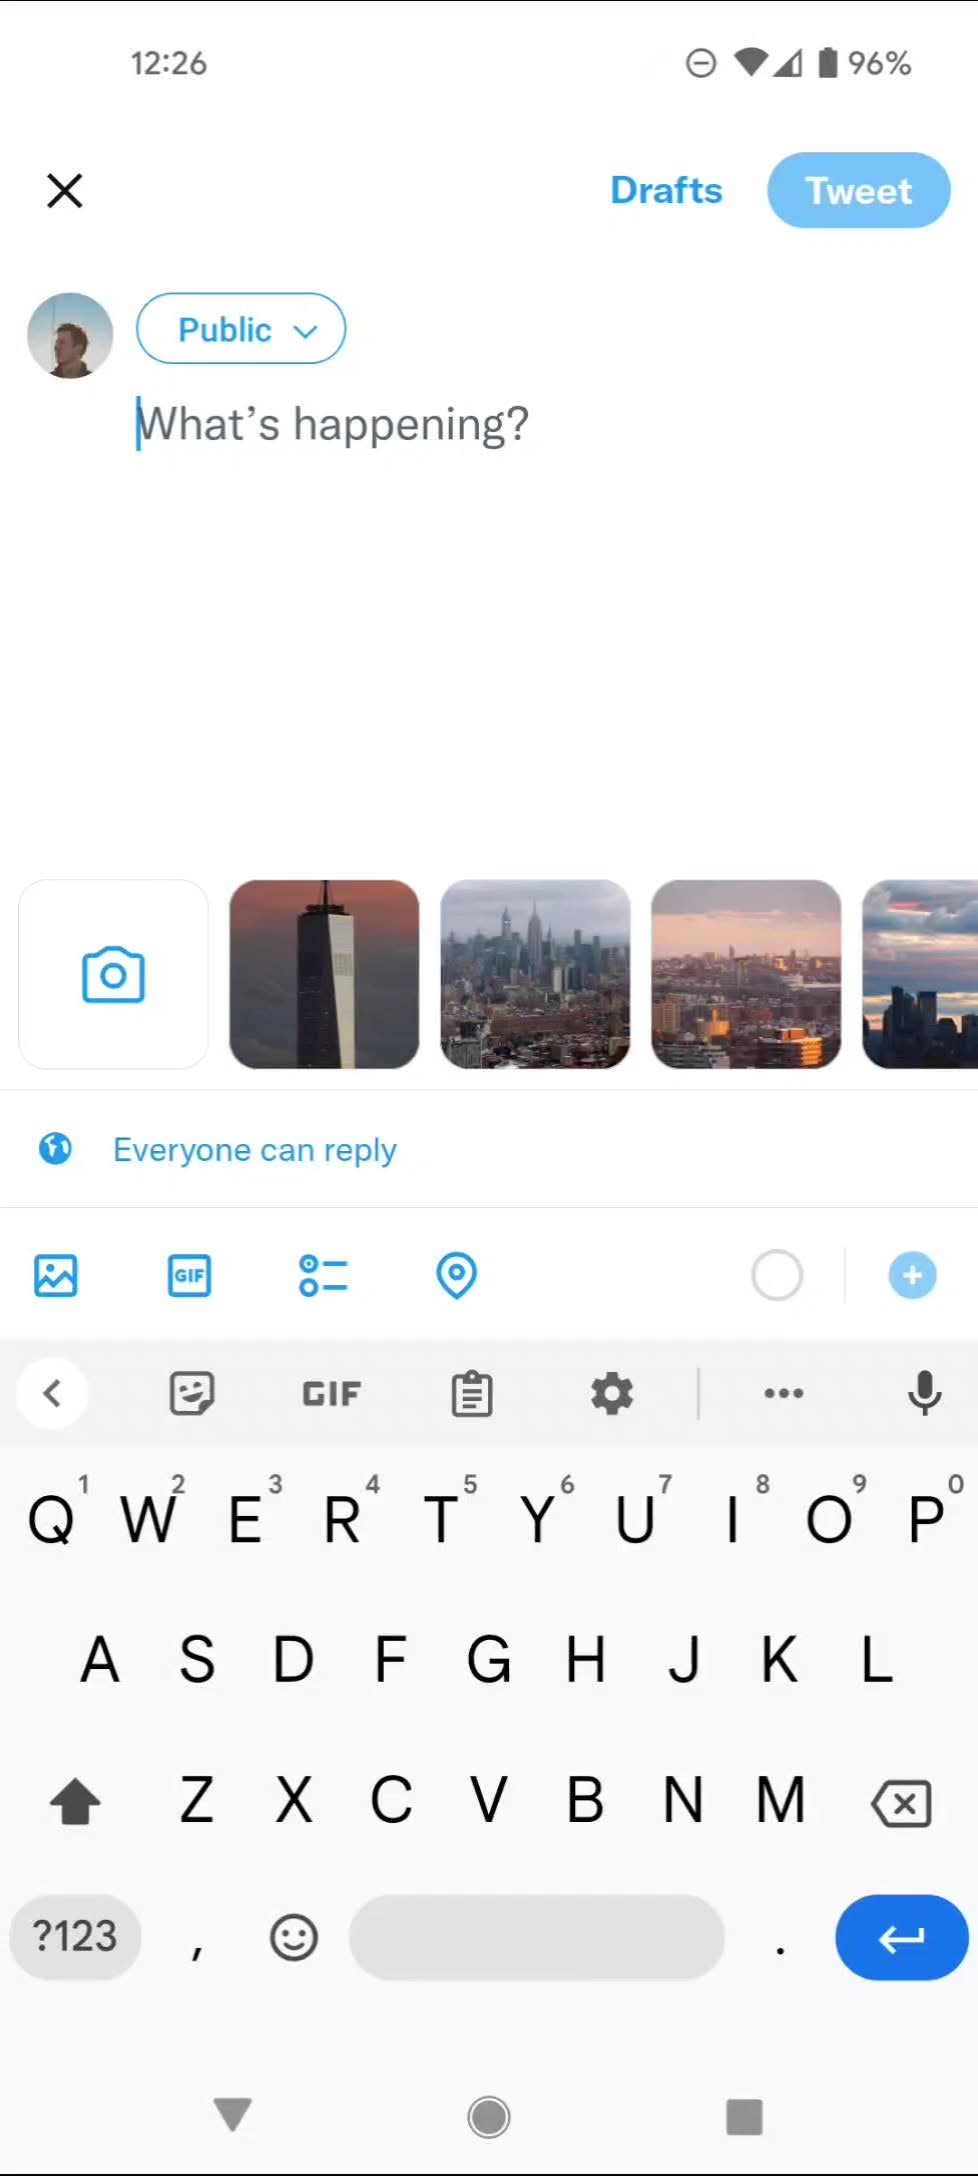 12:26 96%
Drafts Tweet
Public
What’s happening?
Everyone can reply
GIF
GIF
1 2 3 4 5 6 7 8 9 0
Q W E R T Y U I O P
A S D F G H J K L
Z X C V B N M
?123 , .